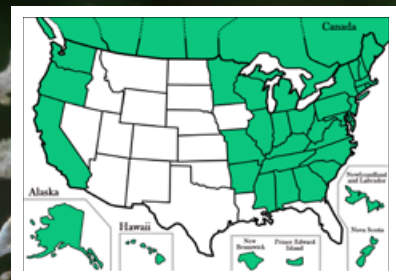 Canada
Alaska
Hawaii
New
Brunswick
Prince Edward
Island
Newfoundland
and Labrador
Nova Scotia